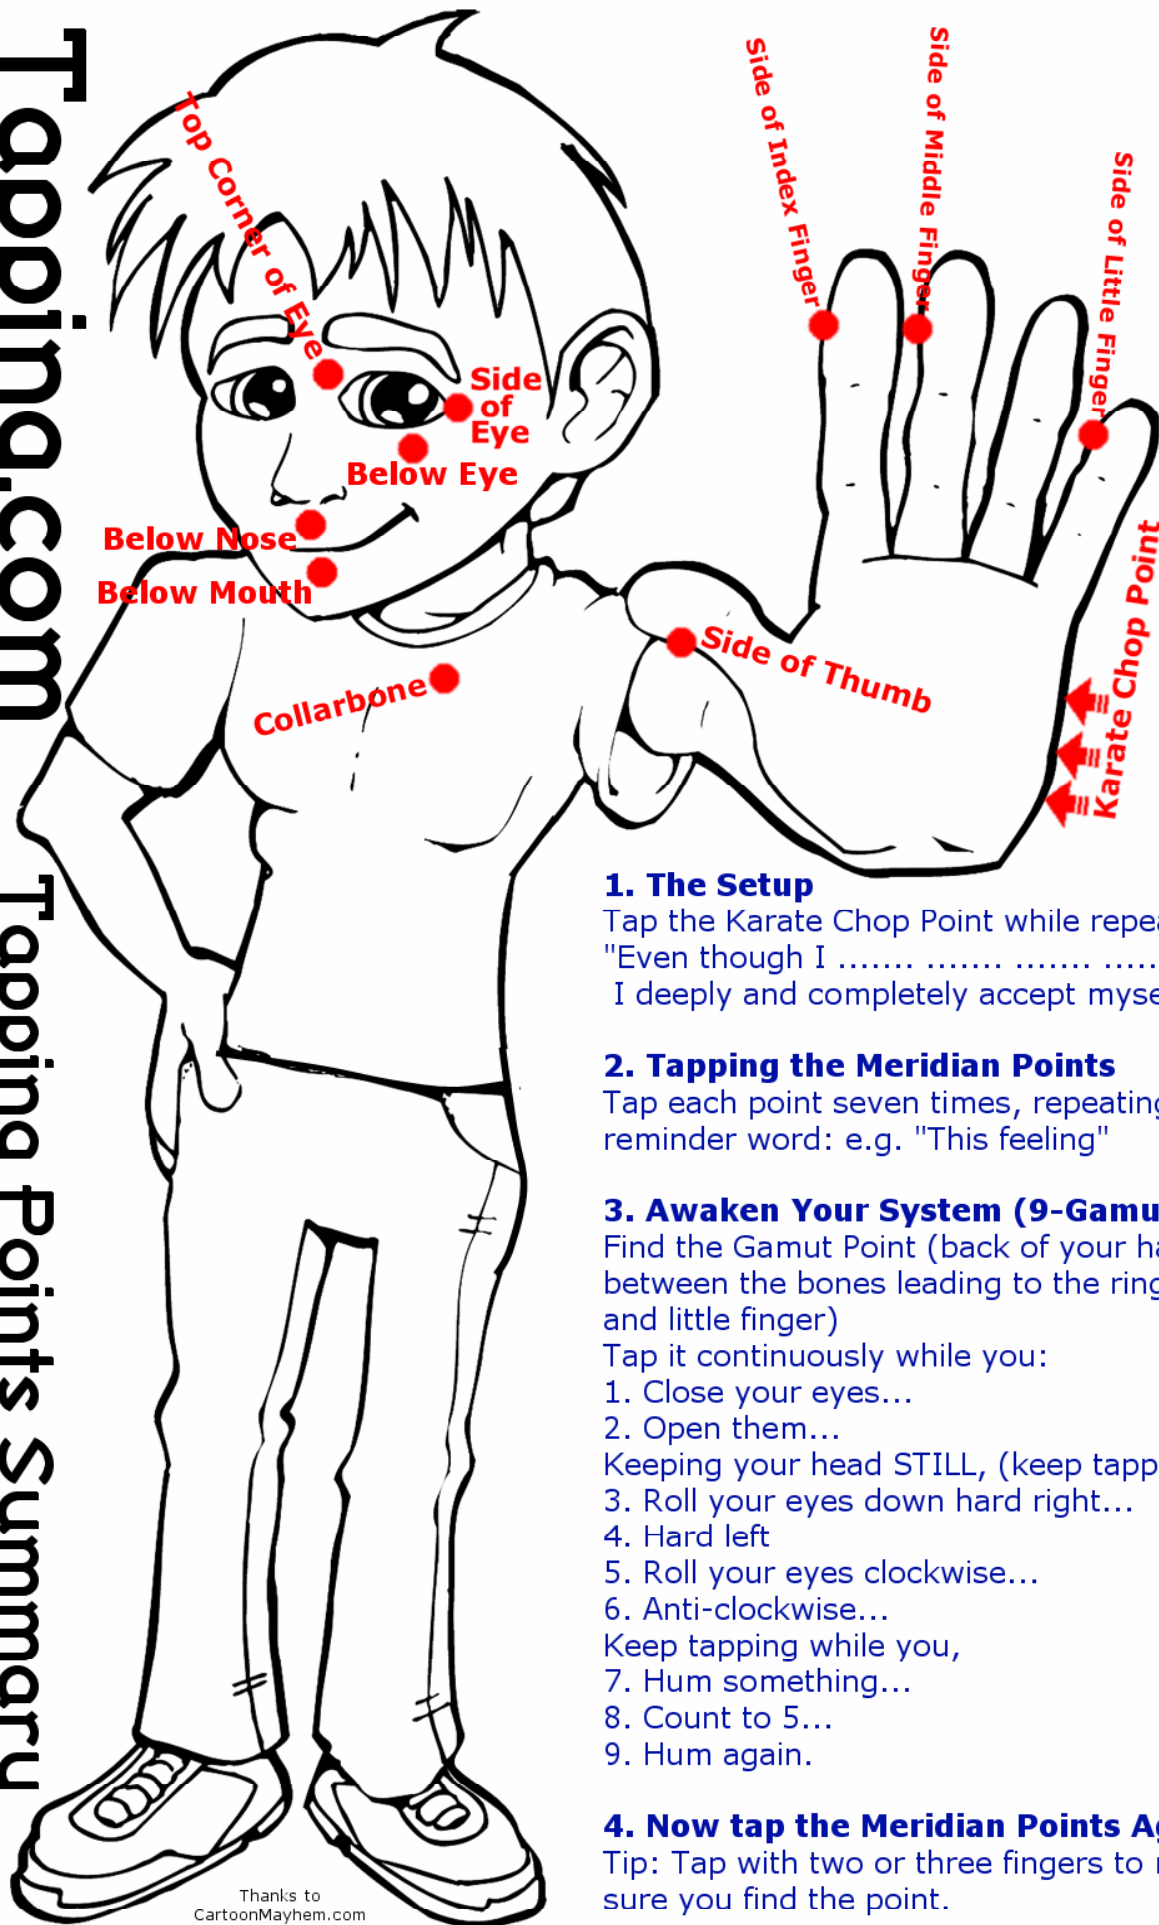 Tapping.com
Tapping Points Summary
Top Corner of Eye
Side
of
Eye
Below Eye
Below Nose
Below Mouth
Collarbone
Side of Index Finger
Side of Middle Finger
Side of Little Finger
Side of Thumb
Karate Chop Point
1. The Setup
Tap the Karate Chop Point while
"Even though I ....... ....... ....... .....
I deeply and completely accept
2. Tapping the Meridian Points
Tap each point seven times, repeating
reminder word: e.g. "This feeling"
3. Awaken Your System
Find the Gamut Point (back of your
between the bones leading to the ring
and little finger)
Tap it continuously while you:
1. Close your eyes...
2. Open them...
Keeping your head STILL, (keep
3. Roll your eyes down hard right...
4. Hard left
5. Roll your eyes clockwise...
6. Anti-clockwise...
Keep tapping while you,
7. Hum something...
8. Count to 5...
9. Hum again.
4. Now tap the Meridian Points
Tip: Tap with two or three fingers to
sure you find the point.
Thanks to
CartoonMayhem.com